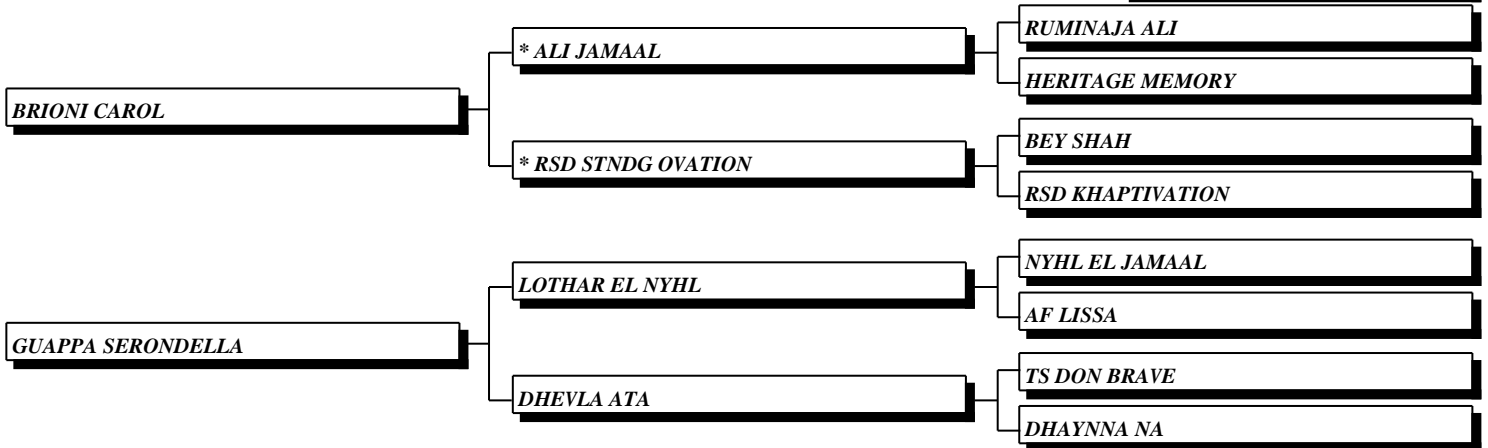 RUMINAJA ALI
* ALI JAMAAL
HERITAGE MEMORY
BRIONI CAROL
BEY SHAH
* RSD STNDG OVATION
RSD KHAPTIVATION
NYHL EL JAMAAL
LOTHAR EL NYHL
AF LISSA
GUAPPA SERONDELLA
TS DON BRAVE
DHEVLA ATA
DHAYNNA NA